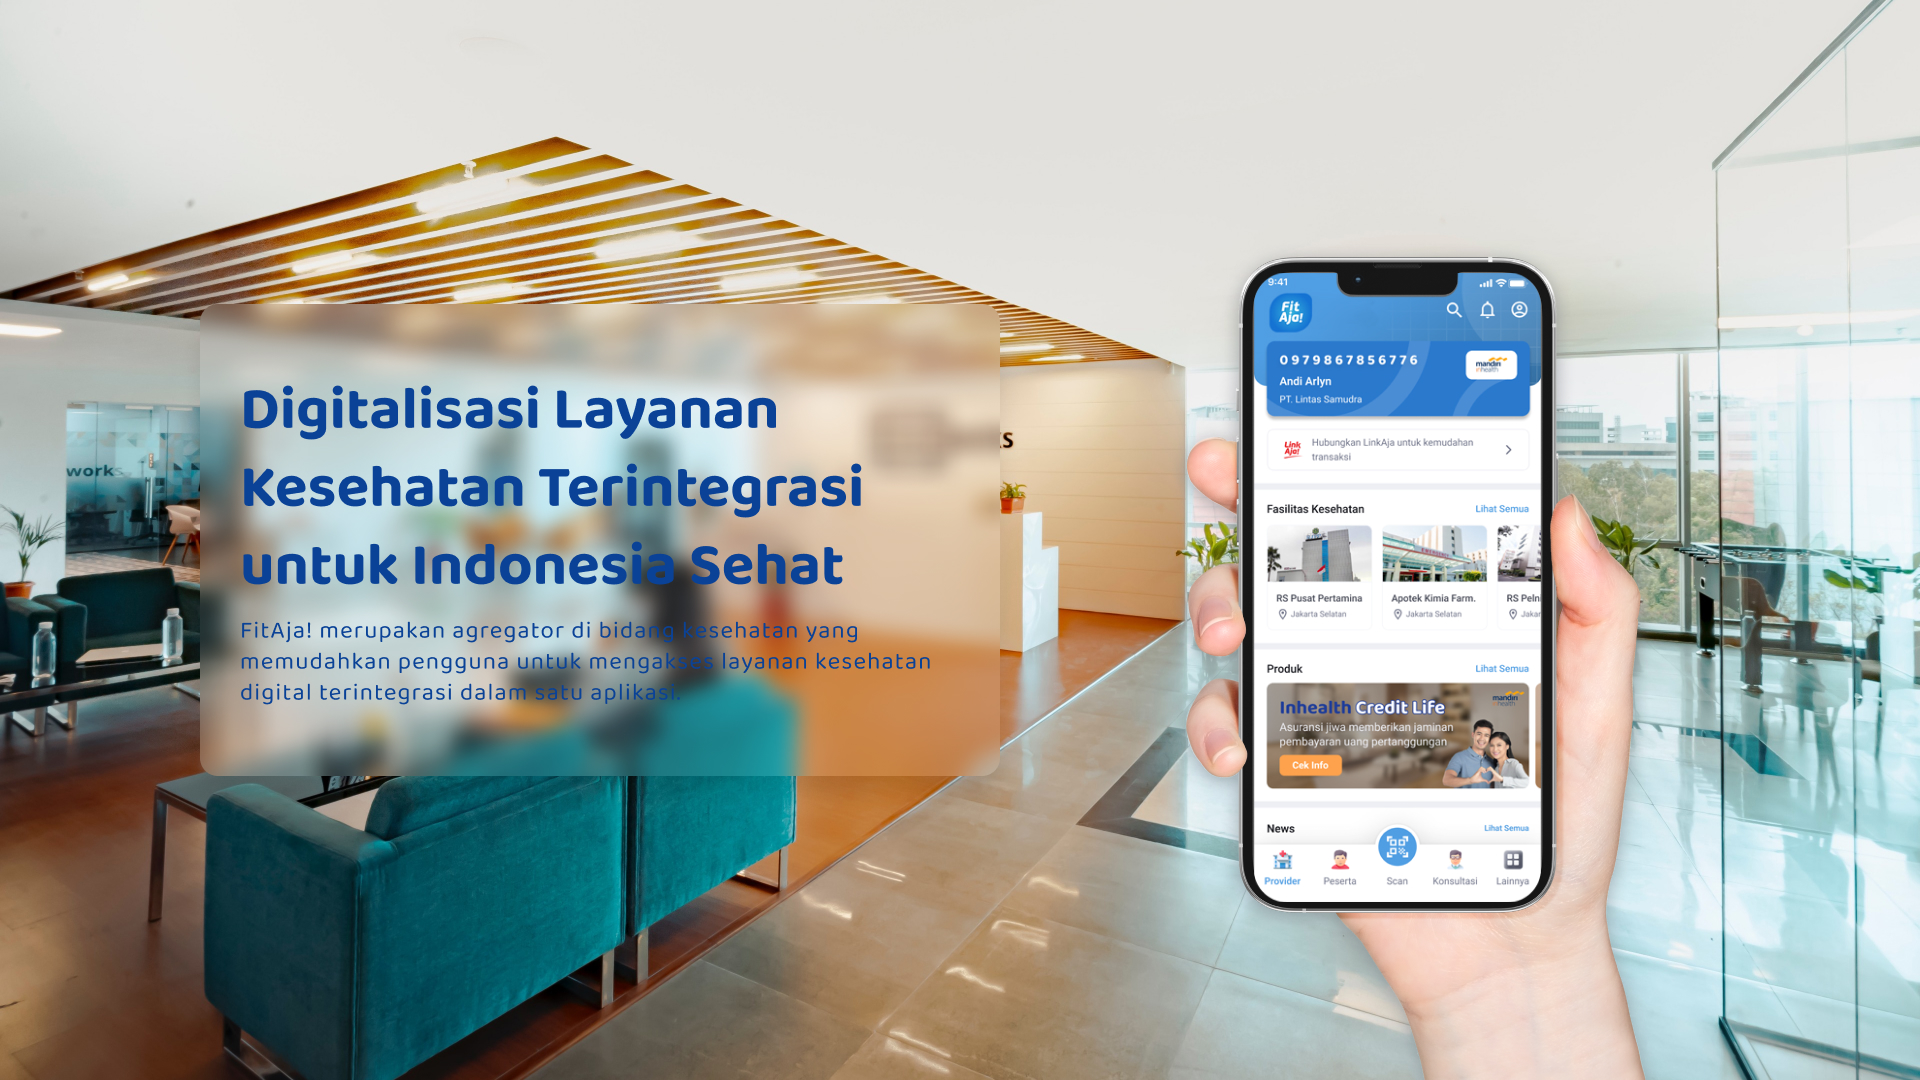 works
Digitalisasi Layanan
Kesehatan Terintegrasi
untuk Indonesia Sehat
FitAja! merupakan agregator di bidang kesehatan yang
memudahkan pengguna untuk mengakses layanan kesehatan
digital terintegrasi dalam satu aplikasi.
9:41
Fit
Aja!
0979867856776
mandiri
inhealth
Andi Arlyn
PT. Lintas Samudra
Link
Aja!
Hubungkan LinkAja untuk kemudahan
transaksi
Fasilitas Kesehatan
Lihat Semua
RS Pusat Pertamina
Apotek Kimia Farm.
RS Pelni
Jakarta Selatan
Jakarta Selatan
Jakar
Produk
Lihat Semua
mandiri
inhealth
Inhealth Credit Life
Asuransi jiwa memberikan jaminan
pembayaran uang pertanggungan
Cek Info
News
Lihat Semua
Provider
Peserta
Scan
Konsultasi
Lainnya